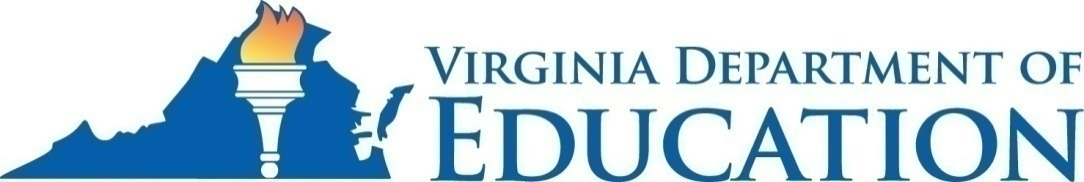 VIRGINIA DEPARTMENT OF
EDUCATION